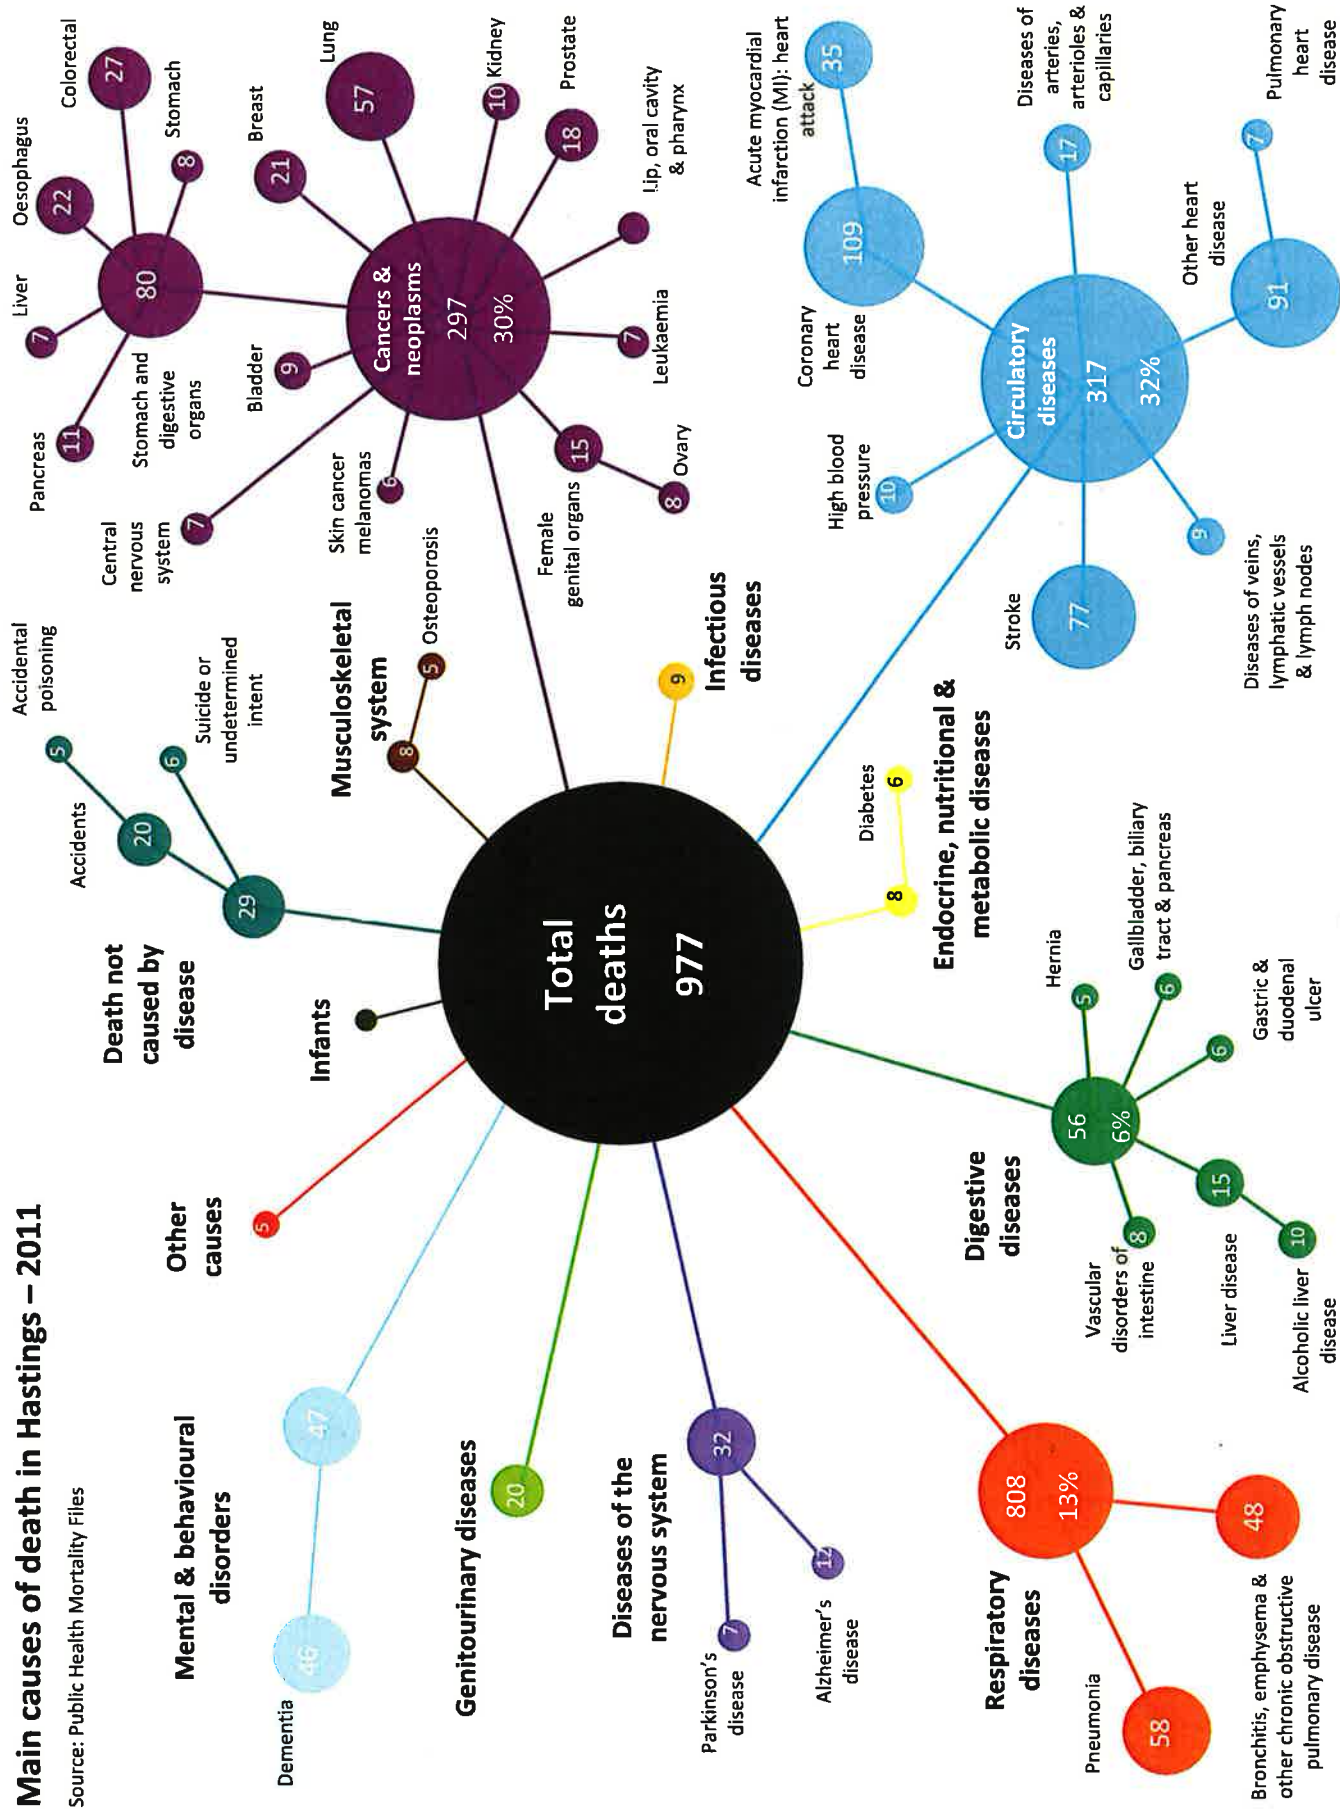 Main causes of death in Hastings – 2011
Source: Public Health Mortality Files
Total
deaths
977
Other
causes
5
Infants
Death not
caused by
disease
29
Accidents
20
Accidental
poisoning
5
Suicide or
undetermined
intent
6
Musculoskeletal
system
8
Osteoporosis
5
Cancers &
neoplasms
297
30%
Central
nervous
system
7
Stomach and
digestive
organs
80
Pancreas
11
Liver
7
Oesophagus
22
Colorectal
27
Stomach
8
Bladder
9
Breast
21
Lung
57
Kidney
10
Prostate
18
Lip, oral cavity
& pharynx
Leukaemia
7
Female
genital organs
15
Ovary
8
Skin cancer
melanomas
6
Infectious
diseases
9
Circulatory
diseases
317
32%
High blood
pressure
10
Coronary
heart
disease
109
Acute myocardial
infarction (MI): heart
attack
35
Diseases of
arteries,
arterioles &
capillaries
17
Other heart
disease
91
Pulmonary
heart
disease
7
Diseases of veins,
lymphatic vessels
& lymph nodes
9
Stroke
77
Endocrine, nutritional &
metabolic diseases
8
Diabetes
6
Digestive
diseases
56
6%
Hernia
5
Gallbladder, biliary
tract & pancreas
6
Gastric &
duodenal
ulcer
6
Liver disease
15
Alcoholic liver
disease
10
Vascular
disorders of
intestine
8
Respiratory
diseases
808
13%
Pneumonia
58
Bronchitis, emphysema &
other chronic obstructive
pulmonary disease
48
Diseases of the
nervous system
32
Parkinson's
disease
7
Alzheimer's
disease
12
Genitourinary diseases
20
Mental & behavioural
disorders
47
Dementia
46